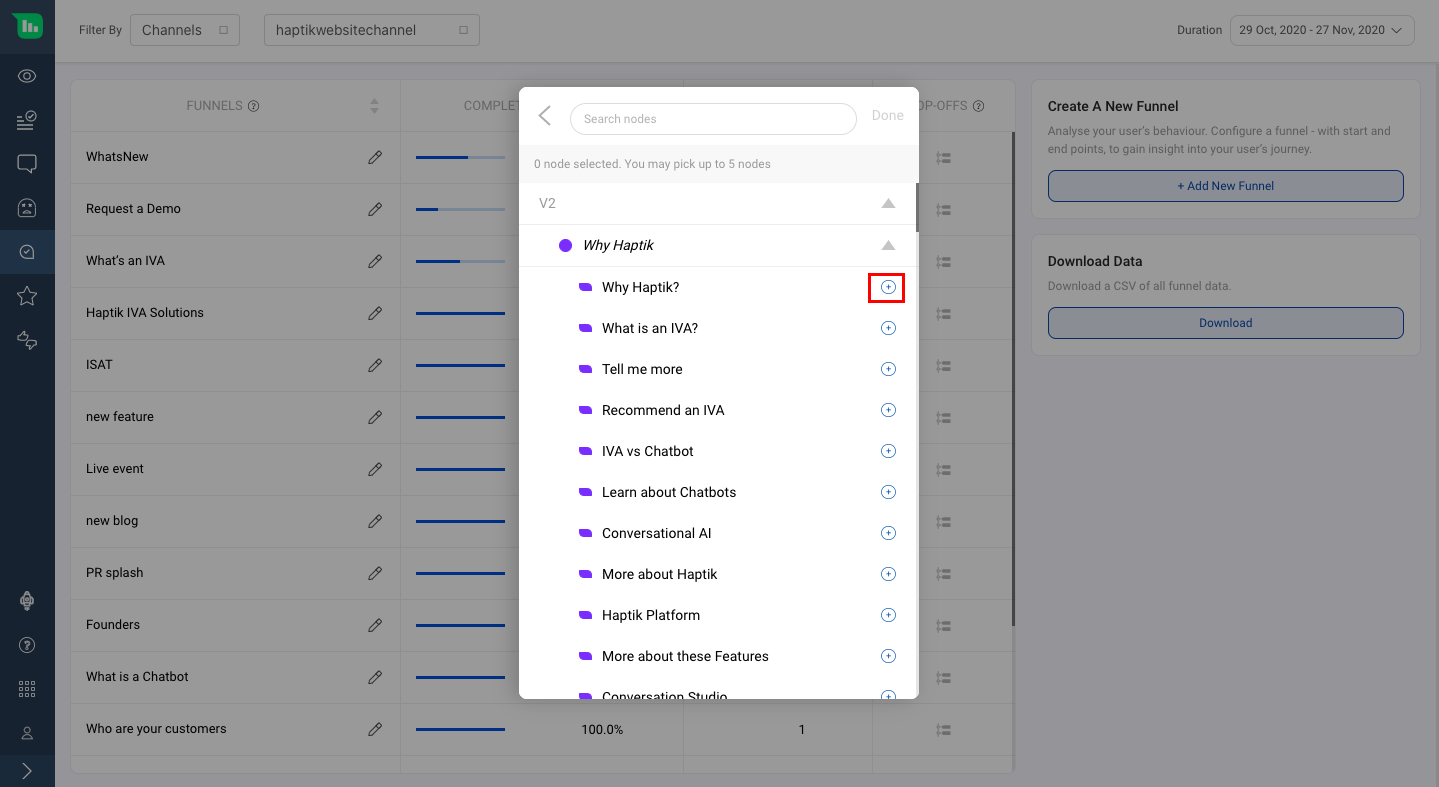 Filter By
Channels
haptikwebsitechannel
Duration
29 Oct, 2020 - 27 Nov, 2020
FUNNELS
COMPLET
OP-OFFS
WhatsNew
Request a Demo
What's an IVA
Haptik IVA Solutions
ISAT
new feature
Live event
new blog
PR splash
Founders
What is a Chatbot
Who are your customers
100.0%
1
Search nodes
Done
0 node selected. You may pick up to 5 nodes
V2
Why Haptik
Why Haptik?
What is an IVA?
Tell me more
Recommend an IVA
IVA vs Chatbot
Learn about Chatbots
Conversational AI
More about Haptik
Haptik Platform
More about these Features
Conversation Studio
Create A New Funnel
Analyse your user's behaviour. Configure a funnel - with start and
end points, to gain insight into your user's journey.
+ Add New Funnel
Download Data
Download a CSV of all funnel data.
Download